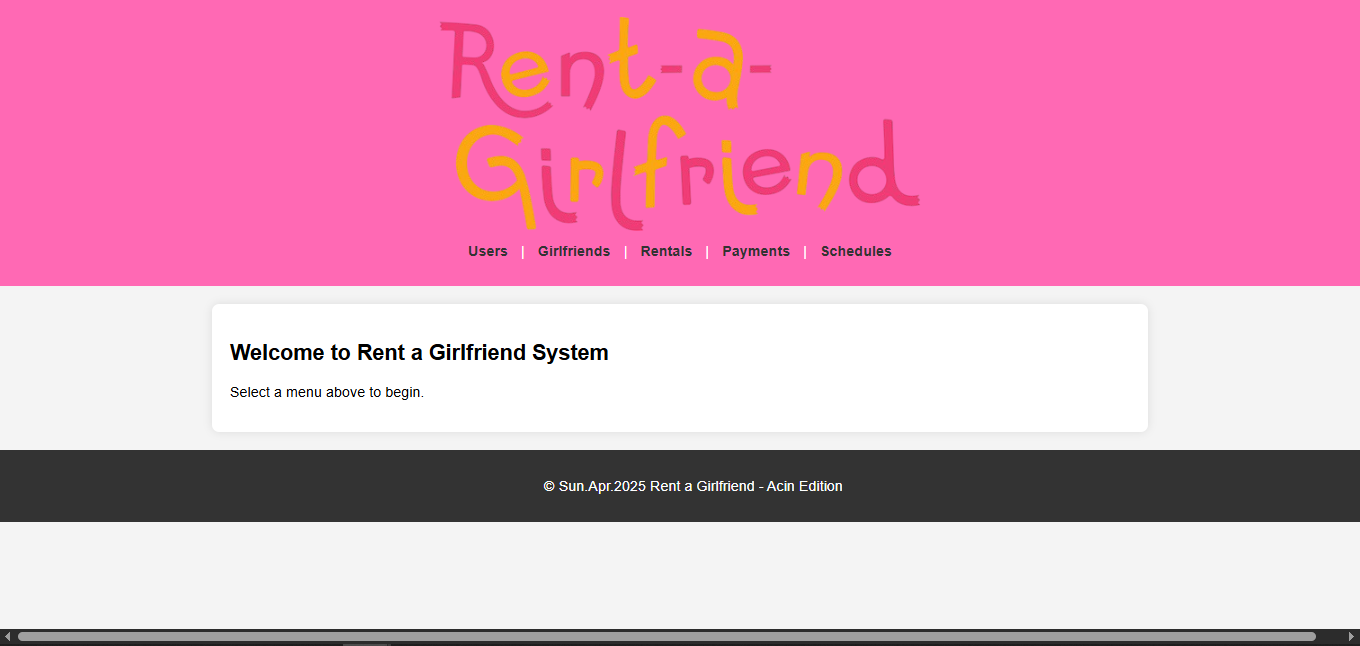 Rent-a-
Girlfriend
Users | Girlfriends | Rentals | Payments | Schedules
Welcome to Rent a Girlfriend System
Select a menu above to begin.
© Sun.Apr.2025 Rent a Girlfriend - Acin Edition